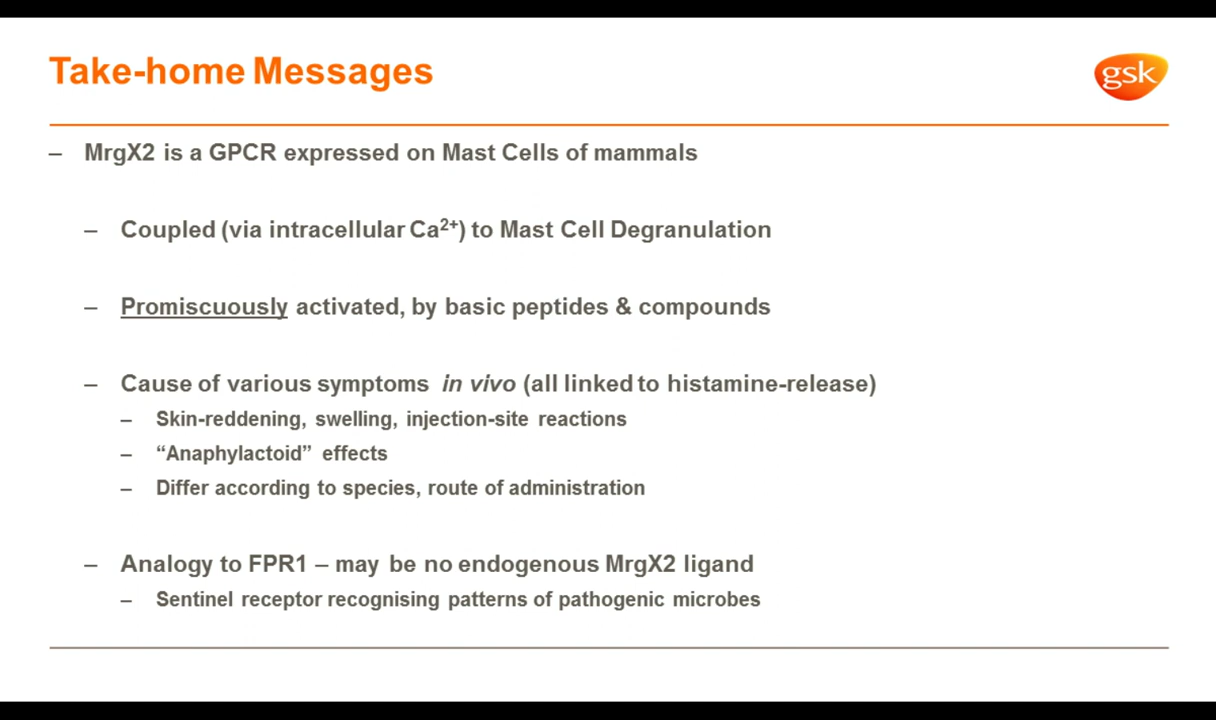 Take-home Messages
gsk
– MrgX2 is a GPCR expressed on Mast Cells of mammals
– Coupled (via intracellular Ca²⁺) to Mast Cell Degranulation
– Promiscuously activated, by basic peptides & compounds
– Cause of various symptoms in vivo (all linked to histamine-release)
– Skin-reddening, swelling, injection-site reactions
– “Anaphylactoid” effects
– Differ according to species, route of administration
– Analogy to FPR1 – may be no endogenous MrgX2 ligand
– Sentinel receptor recognising patterns of pathogenic microbes